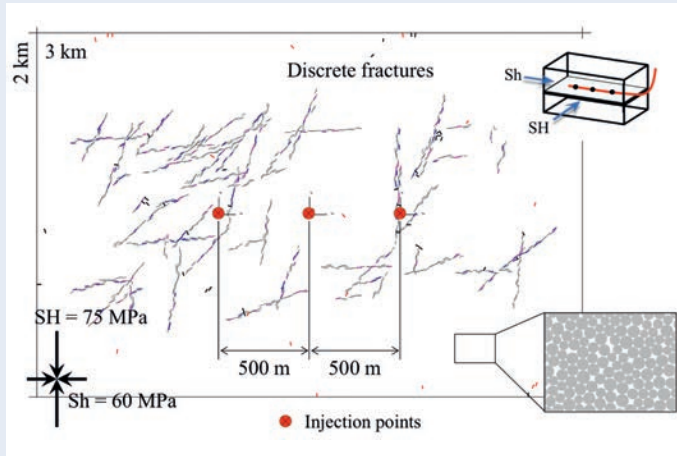 2 km
3 km
Discrete fractures
Sh
SH
SH = 75 MPa
Sh = 60 MPa
500 m
500 m
Injection points